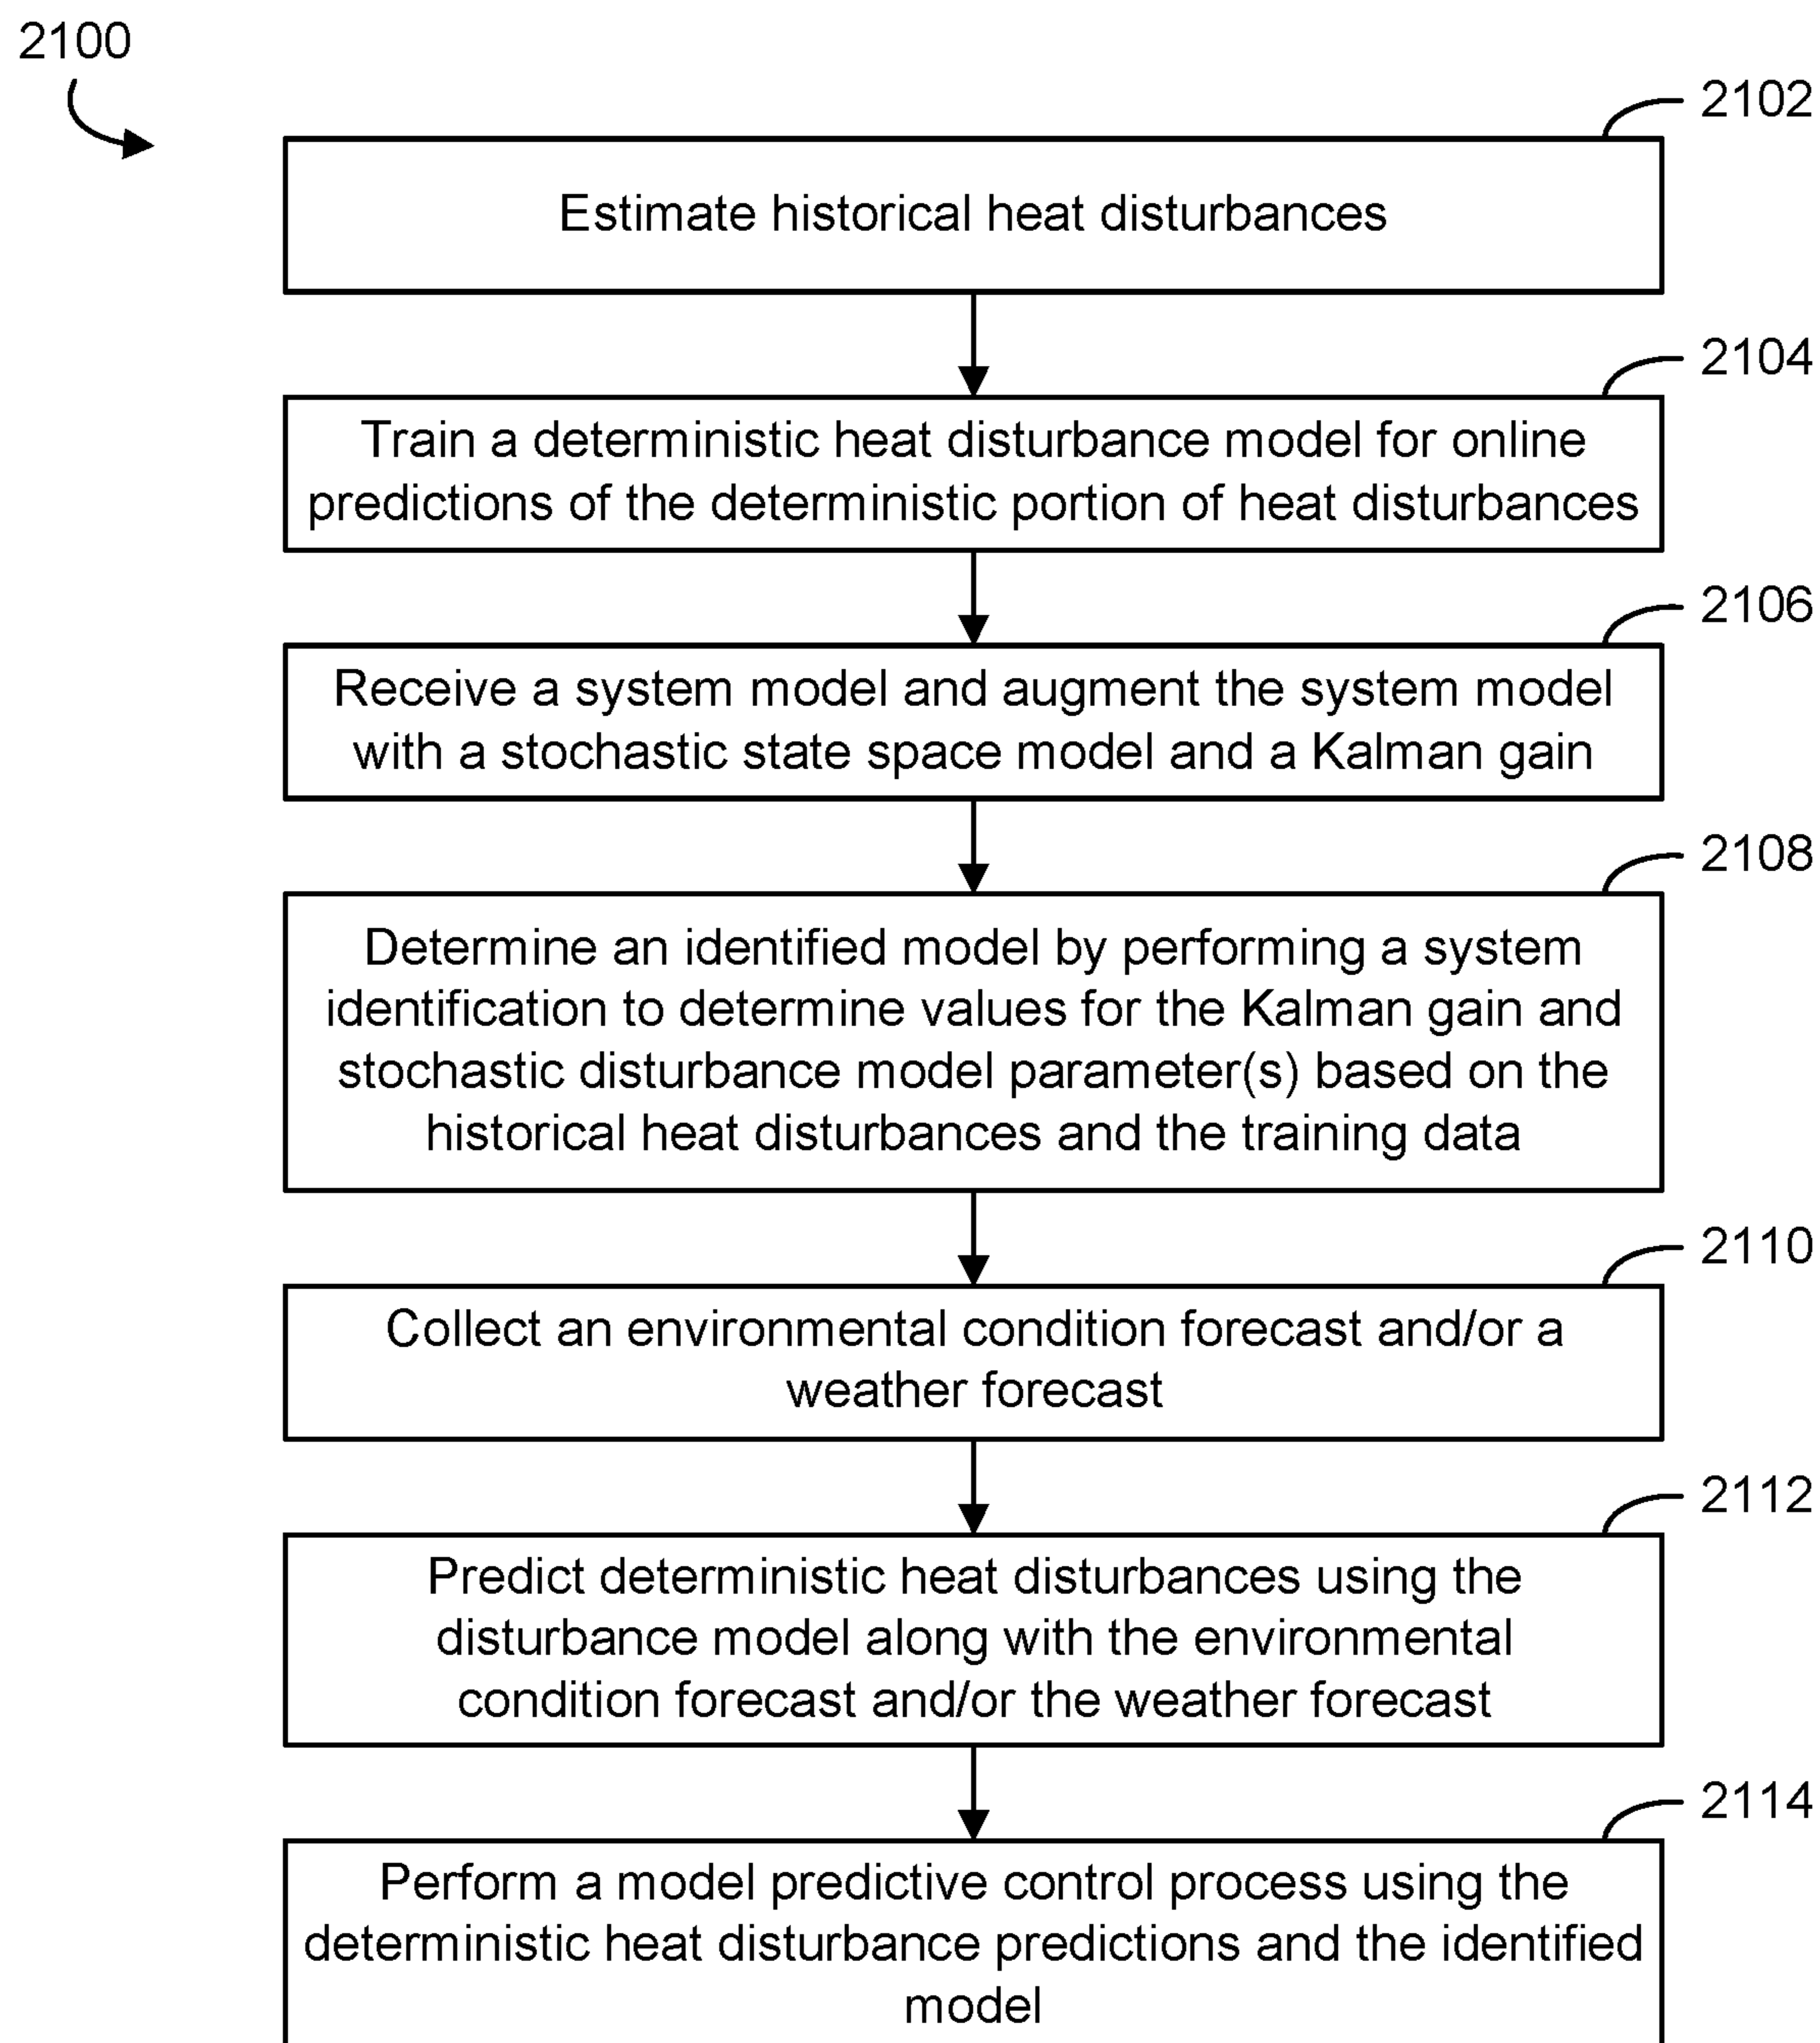 2100
2102
Estimate historical heat disturbances
2104
Train a deterministic heat disturbance model for online
predictions of the deterministic portion of heat disturbances
2106
Receive a system model and augment the system model
with a stochastic state space model and a Kalman gain
2108
Determine an identified model by performing a system
identification to determine values for the Kalman gain and
stochastic disturbance model parameter(s) based on the
historical heat disturbances and the training data
2110
Collect an environmental condition forecast and/or a
weather forecast
2112
Predict deterministic heat disturbances using the
disturbance model along with the environmental
condition forecast and/or the weather forecast
2114
Perform a model predictive control process using the
deterministic heat disturbance predictions and the identified
model